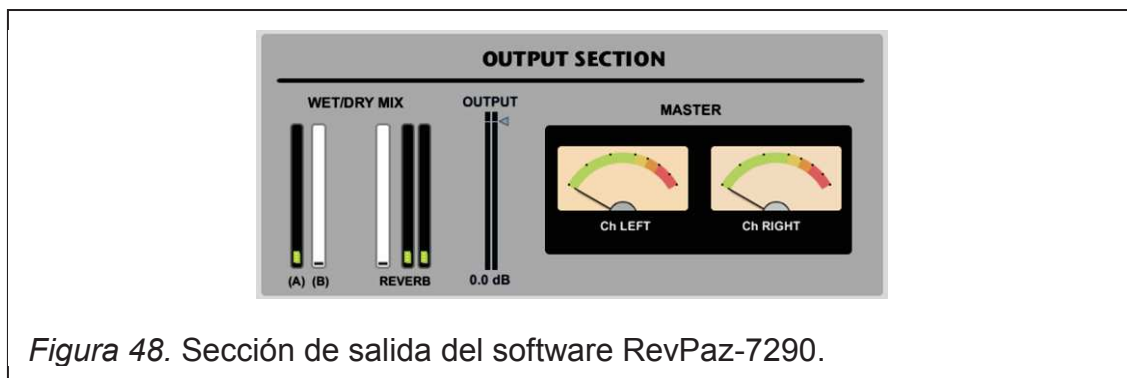 OUTPUT SECTION
WET/DRY MIX
OUTPUT
MASTER
Ch LEFT
Ch RIGHT
(A) (B)
REVERB
0.0 dB
Figura 48. Sección de salida del software RevPaz-7290.